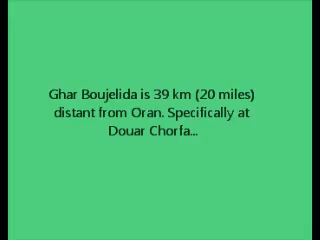 Ghar Boujelida is 39 km (20 miles)
distant from Oran. Specifically at
Douar Chorfa...